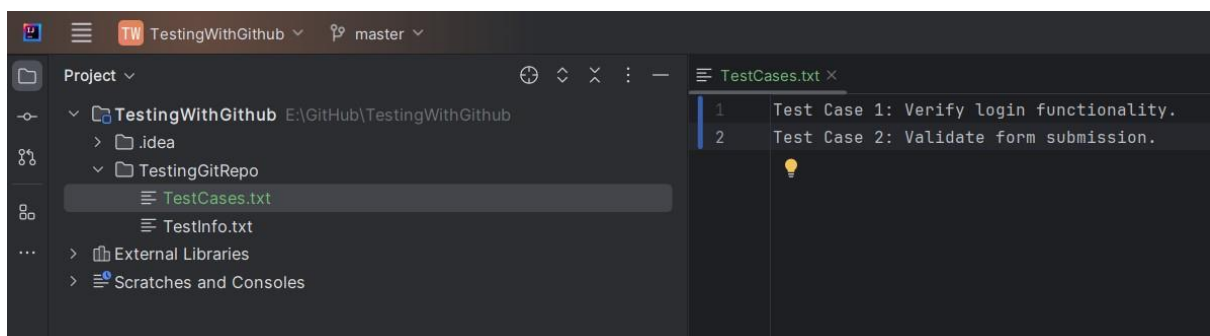 TW TestingWithGithub master
Project
TestingWithGithub E:\GitHub\TestingWithGithub
.idea
TestingGitRepo
TestCases.txt
TestInfo.txt
External Libraries
Scratches and Consoles
TestCases.txt
1 Test Case 1: Verify login functionality.
2 Test Case 2: Validate form submission.